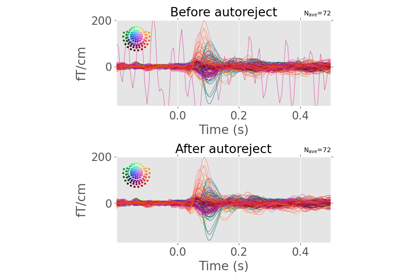 Before autoreject
N_ave=72
200
0
fT/cm
0.0 0.2 0.4
Time (s)
After autoreject
N_ave=72
200
0
fT/cm
0.0 0.2 0.4
Time (s)